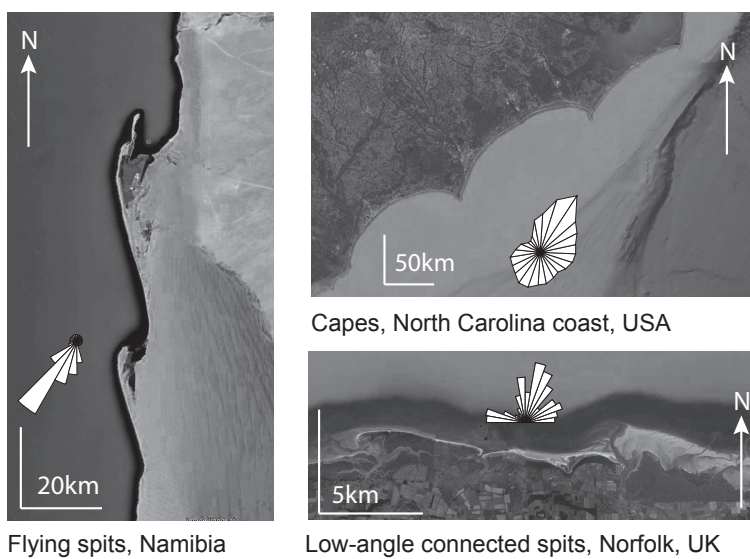 N
20km
Flying spits, Namibia
N
50km
Capes, North Carolina coast, USA
N
5km
Low-angle connected spits, Norfolk, UK